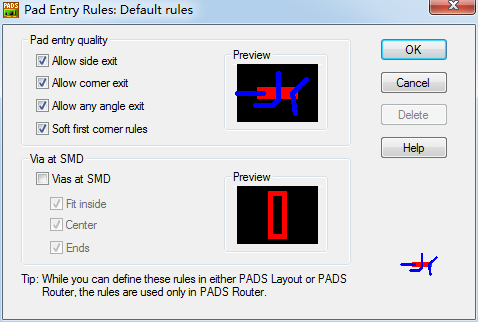 PADS
Pad Entry Rules: Default rules
Pad entry quality
Allow side exit
Allow corner exit
Allow any angle exit
Soft first corner rules
Preview
OK
Cancel
Delete
Help
Via at SMD
Vias at SMD
Fit inside
Center
Ends
Preview
Tip: While you can define these rules in either PADS Layout or PADS
Router, the rules are used only in PADS Router.